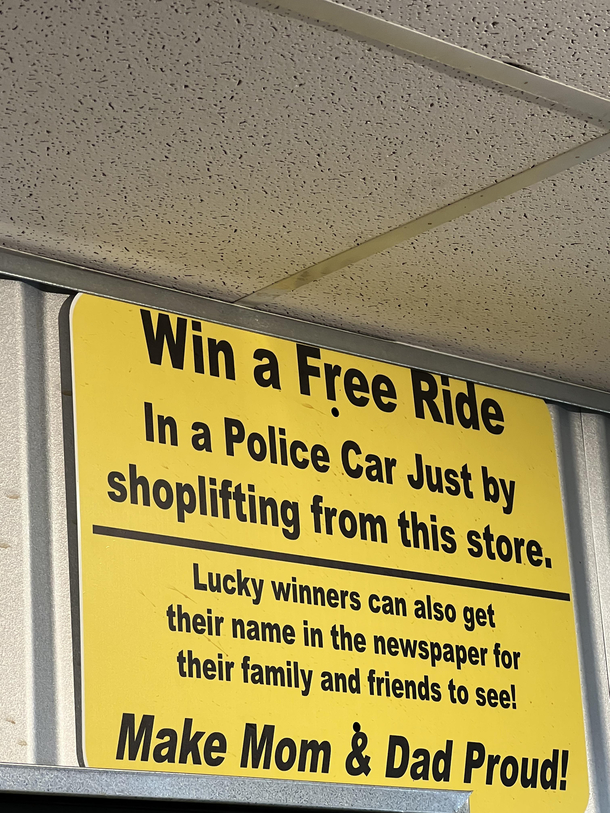 Win a Free Ride
In a Police Car Just by
shoplifting from this store.
Lucky winners can also get
their name in the newspaper for
their family and friends to see!
Make Mom & Dad Proud!